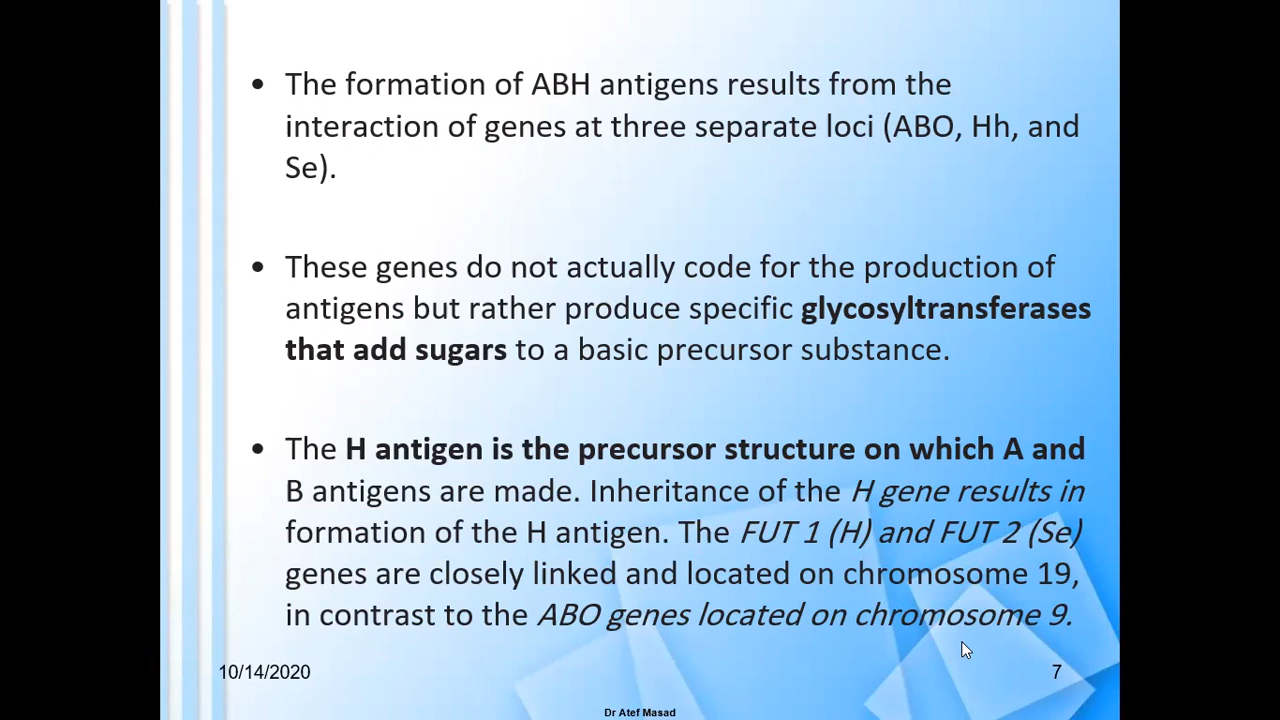 • The formation of ABH antigens results from the
interaction of genes at three separate loci (ABO, Hh, and
Se).
• These genes do not actually code for the production of
antigens but rather produce specific glycosyltransferases
that add sugars to a basic precursor substance.
• The H antigen is the precursor structure on which A and
B antigens are made. Inheritance of the H gene results in
formation of the H antigen. The FUT 1 (H) and FUT 2 (Se)
genes are closely linked and located on chromosome 19,
in contrast to the ABO genes located on chromosome 9.
10/14/2020 7
Dr Atef Masad